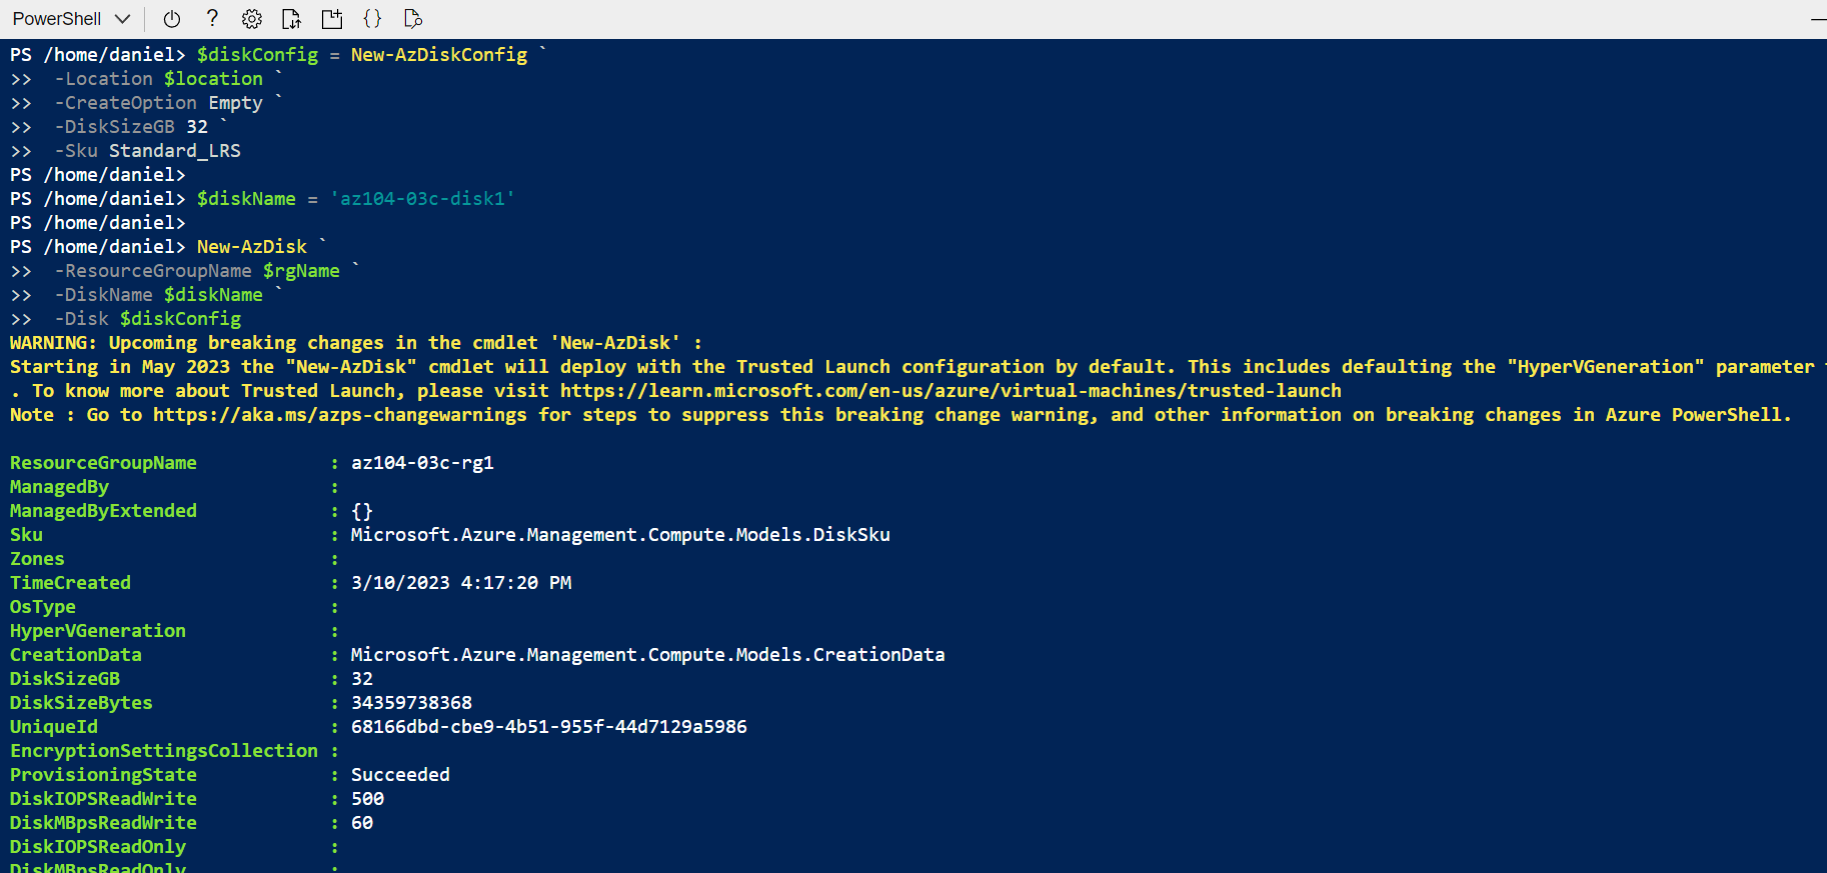 PowerShell
PS /home/daniel> $diskConfig = New-AzDiskConfig `
>>  -Location $location `
>>  -CreateOption Empty `
>>  -DiskSizeGB 32 `
>>  -Sku Standard_LRS
PS /home/daniel>
PS /home/daniel> $diskName = 'az104-03c-disk1'
PS /home/daniel>
PS /home/daniel> New-AzDisk `
>>  -ResourceGroupName $rgName `
>>  -DiskName $diskName `
>>  -Disk $diskConfig
WARNING: Upcoming breaking changes in the cmdlet 'New-AzDisk' :
Starting in May 2023 the "New-AzDisk" cmdlet will deploy with the Trusted Launch configuration by default. This includes defaulting the "HyperVGeneration" parameter
. To know more about Trusted Launch, please visit https://learn.microsoft.com/en-us/azure/virtual-machines/trusted-launch
Note : Go to https://aka.ms/azps-changewarnings for steps to suppress this breaking change warning, and other information on breaking changes in Azure PowerShell.
ResourceGroupName            : az104-03c-rg1
ManagedBy                    :
ManagedByExtended            : {}
Sku                          : Microsoft.Azure.Management.Compute.Models.DiskSku
Zones                        :
TimeCreated                  : 3/10/2023 4:17:20 PM
OsType                       :
HyperVGeneration             :
CreationData                 : Microsoft.Azure.Management.Compute.Models.CreationData
DiskSizeGB                   : 32
DiskSizeBytes                : 34359738368
UniqueId                     : 68166dbd-cbe9-4b51-955f-44d7129a5986
EncryptionSettingsCollection :
ProvisioningState            : Succeeded
DiskIOPSReadWrite            : 500
DiskMBpsReadWrite            : 60
DiskIOPSReadOnly             :
DiskMBpsReadOnly             :